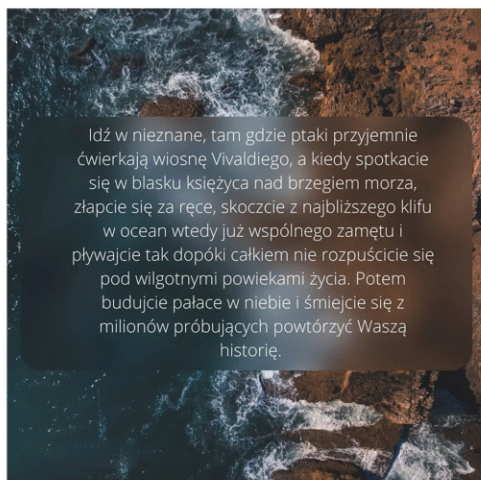 Idź w nieznane, tam gdzie ptaki przyjemnie
ćwierkają wiosnę Vivaldiego, a kiedy spotkacie
się w blasku księżyca nad brzegiem morza,
złapcie się za ręce, skoczcie z najbliższego klifu
w ocean wtedy już wspólnego zamętu i
pływajcie tak dopóki całkiem nie rozpuścicie się
pod wilgotnymi powiekami życia. Potem
budujcie pałace w niebie i śmiejcie się z
milionów próbujących powtórzyć Waszą
historię.